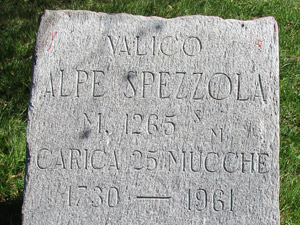 VALICO
ALPE SPEZZOLA
M. 1265 S M
CARICA 25 MUCCHE
1730 — 1961